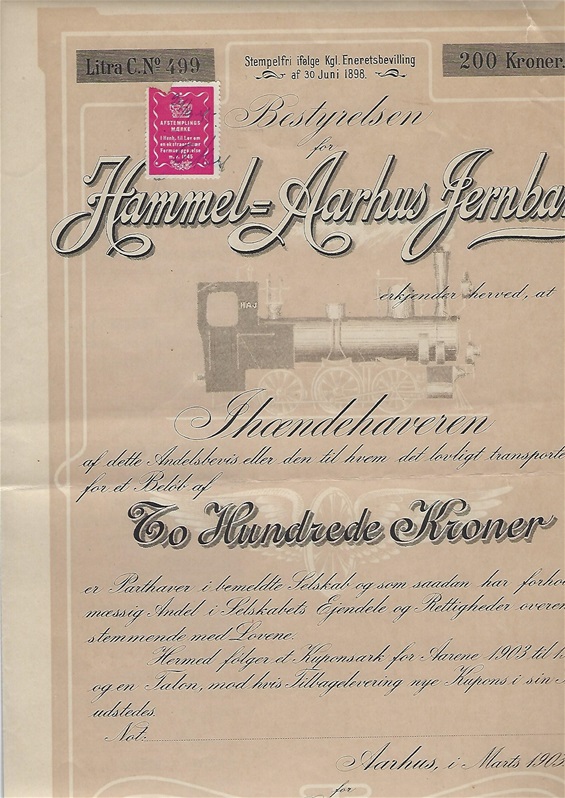 Litra C. No 499
Stempelfri ifølge Kgl. Eneretsbevilling
af 30 Juni 1898.
200 Kroner.
AFSTEMPLINGS
MÆRKE
Bestyrelsen
for
Hammel=Aarhus Jernba
erkjender herved, at
HAJ
Ihændehaveren
af dette Andelsbevis eller den til hvem det lovligt transporte
for et Beløb af
To Hundrede Kroner
er Parthaver i bemeldte Selskab og som saadan har forho
mæssig Andel i Selskabets Ejendele og Rettigheder overen
stemmende med Lovene.
Hermed følger et Kuponsark for Aarene 1903 til 1
og en Talon, mod hvis Tilbagelevering nye Kupons i sin
udstedes.
Not:
Aarhus, i Marts 1903
for